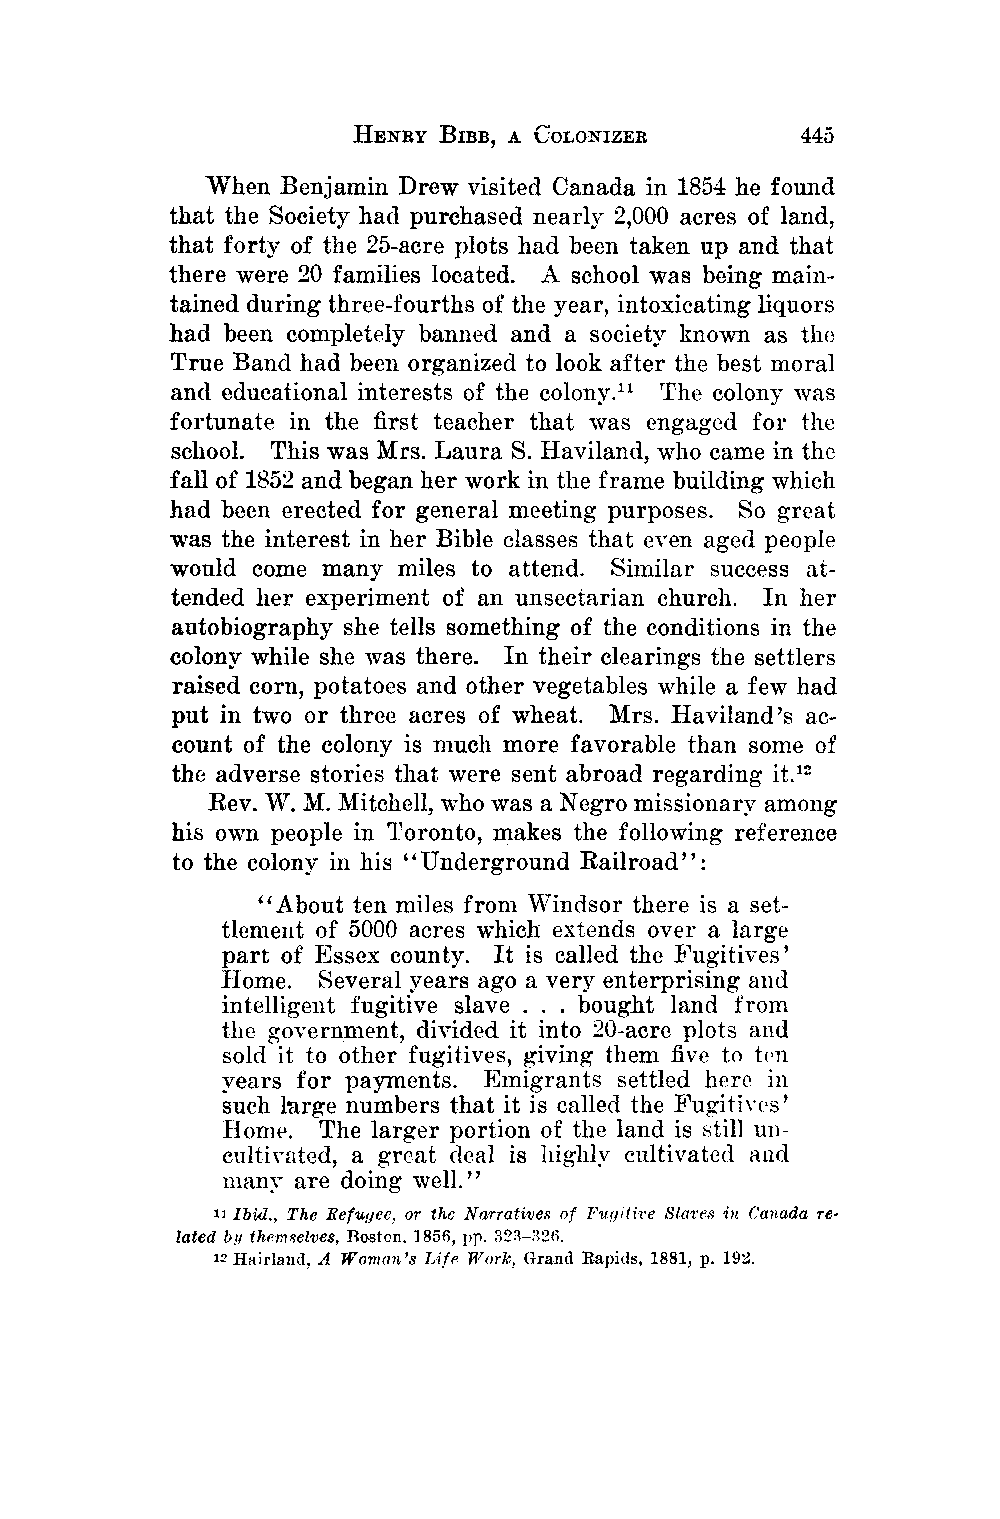 HENRY BIBB, A COLONIZER 445
When Benjamin Drew visited Canada in 1854 he found
that the Society had purchased nearly 2,000 acres of land,
that forty of the 25-acre plots had been taken up and that
there were 20 families located. A school was being main-
tained during three-fourths of the year, intoxicating liquors
had been completely banned and a society known as the
True Band had been organized to look after the best moral
and educational interests of the colony.¹¹ The colony was
fortunate in the first teacher that was engaged for the
school. This was Mrs. Laura S. Haviland, who came in the
fall of 1852 and began her work in the frame building which
had been erected for general meeting purposes. So great
was the interest in her Bible classes that even aged people
would come many miles to attend. Similar success at-
tended her experiment of an unsectarian church. In her
autobiography she tells something of the conditions in the
colony while she was there. In their clearings the settlers
raised corn, potatoes and other vegetables while a few had
put in two or three acres of wheat. Mrs. Haviland's ac-
count of the colony is much more favorable than some of
the adverse stories that were sent abroad regarding it.¹²
Rev. W. M. Mitchell, who was a Negro missionary among
his own people in Toronto, makes the following reference
to the colony in his "Underground Railroad":
"About ten miles from Windsor there is a set-
tlement of 5000 acres which extends over a large
part of Essex county. It is called the Fugitives'
Home. Several years ago a very enterprising and
intelligent fugitive slave . . . bought land from
the government, divided it into 20-acre plots and
sold it to other fugitives, giving them five to ten
years for payments. Emigrants settled here in
such large numbers that it is called the Fugitives'
Home. The larger portion of the land is still un-
cultivated, a great deal is highly cultivated and
many are doing well."
¹¹ Ibid., The Refugee, or the Narratives of Fugitive Slaves in Canada re-
lated by themselves, Boston, 1856, pp. 323–326.
¹² Hairland, A Woman's Life Work, Grand Rapids, 1881, p. 192.